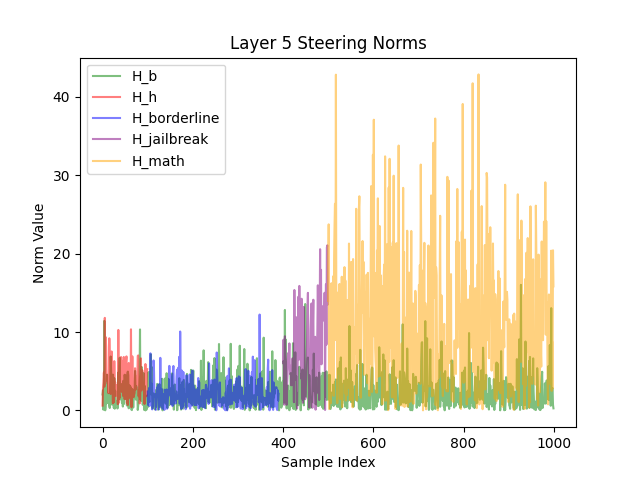 Layer 5 Steering Norms
H_b
H_h
H_borderline
H_jailbreak
H_math
Norm Value
40
30
20
10
0
0 200 400 600 800 1000
Sample Index